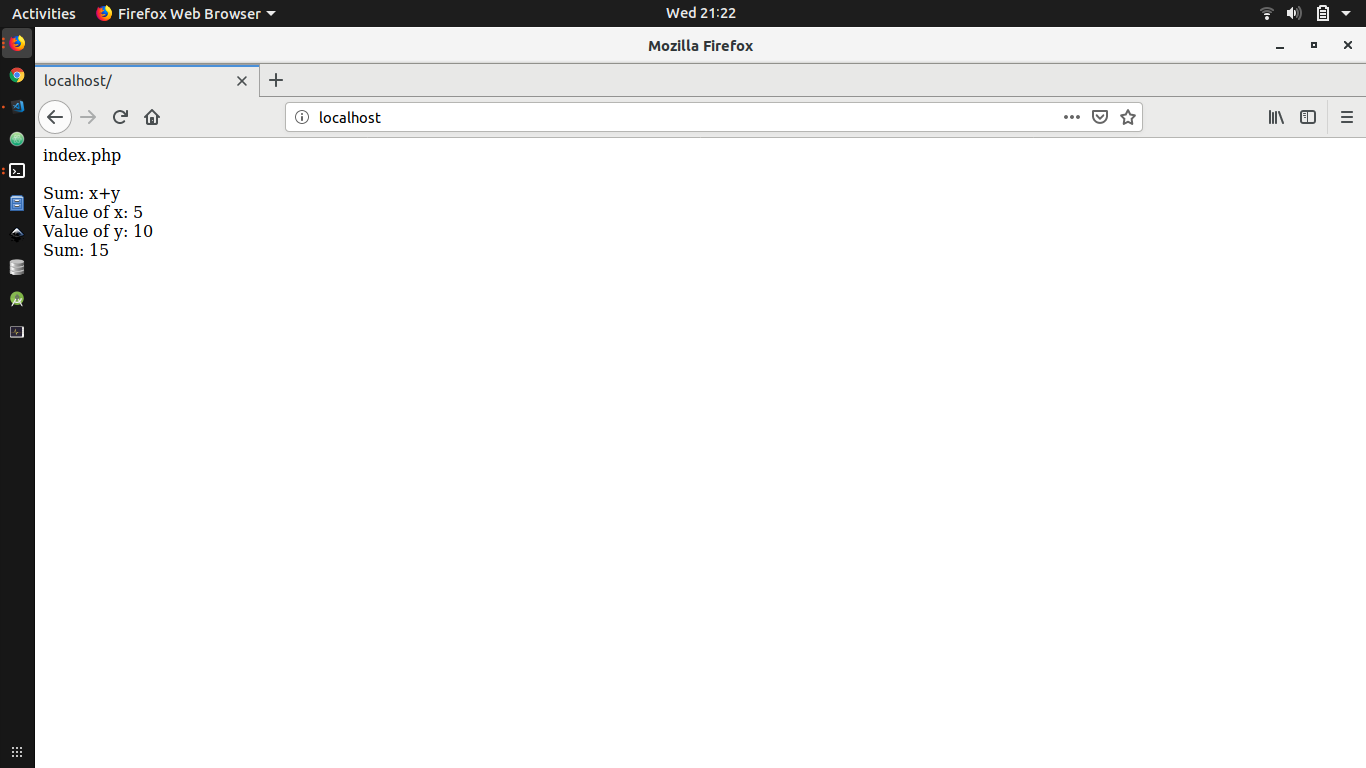 Activities Firefox Web Browser Wed 21:22
Mozilla Firefox
localhost/
localhost
index.php
Sum: x+y
Value of x: 5
Value of y: 10
Sum: 15